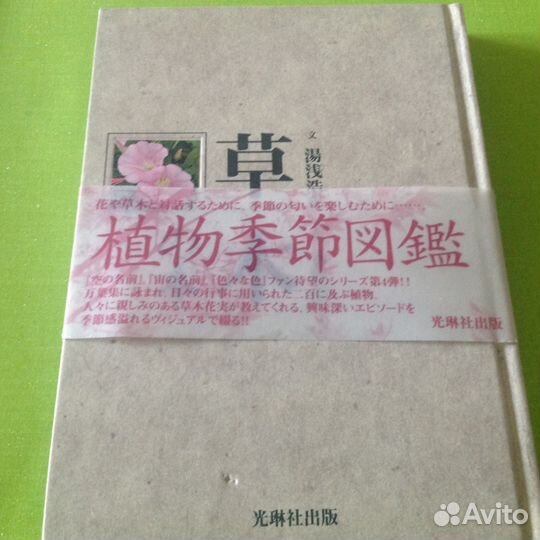 草
文 湯浅浩
花や草木と対話するために、季節の匂いを楽しむために……。
植物季節図鑑
『空の名前』、『宙の名前』、『色々な色』ファン待望のシリーズ第4弾!!
万葉集に詠まれ、日々の行事に用いられた二百に及ぶ植物。
人々に親しみのある草木花実が教えてくれる、興味深いエピソードを
季節感溢れるヴィジュアルで綴る!!
光琳社出版
光琳社出版
Avito